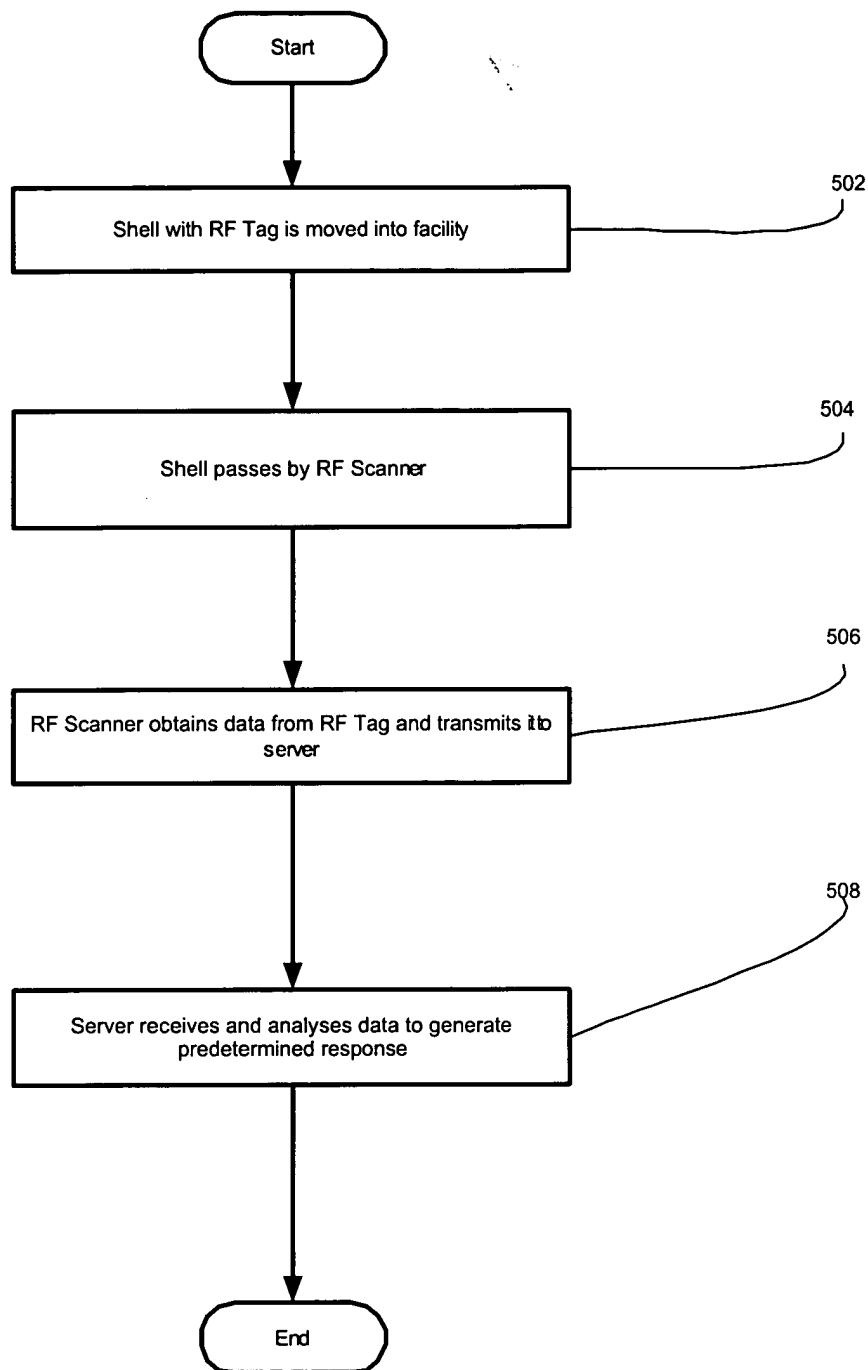 Start
502
Shell with RF Tag is moved into facility
504
Shell passes by RF Scanner
506
RF Scanner obtains data from RF Tag and transmits it to
server
508
Server receives and analyses data to generate
predetermined response
End